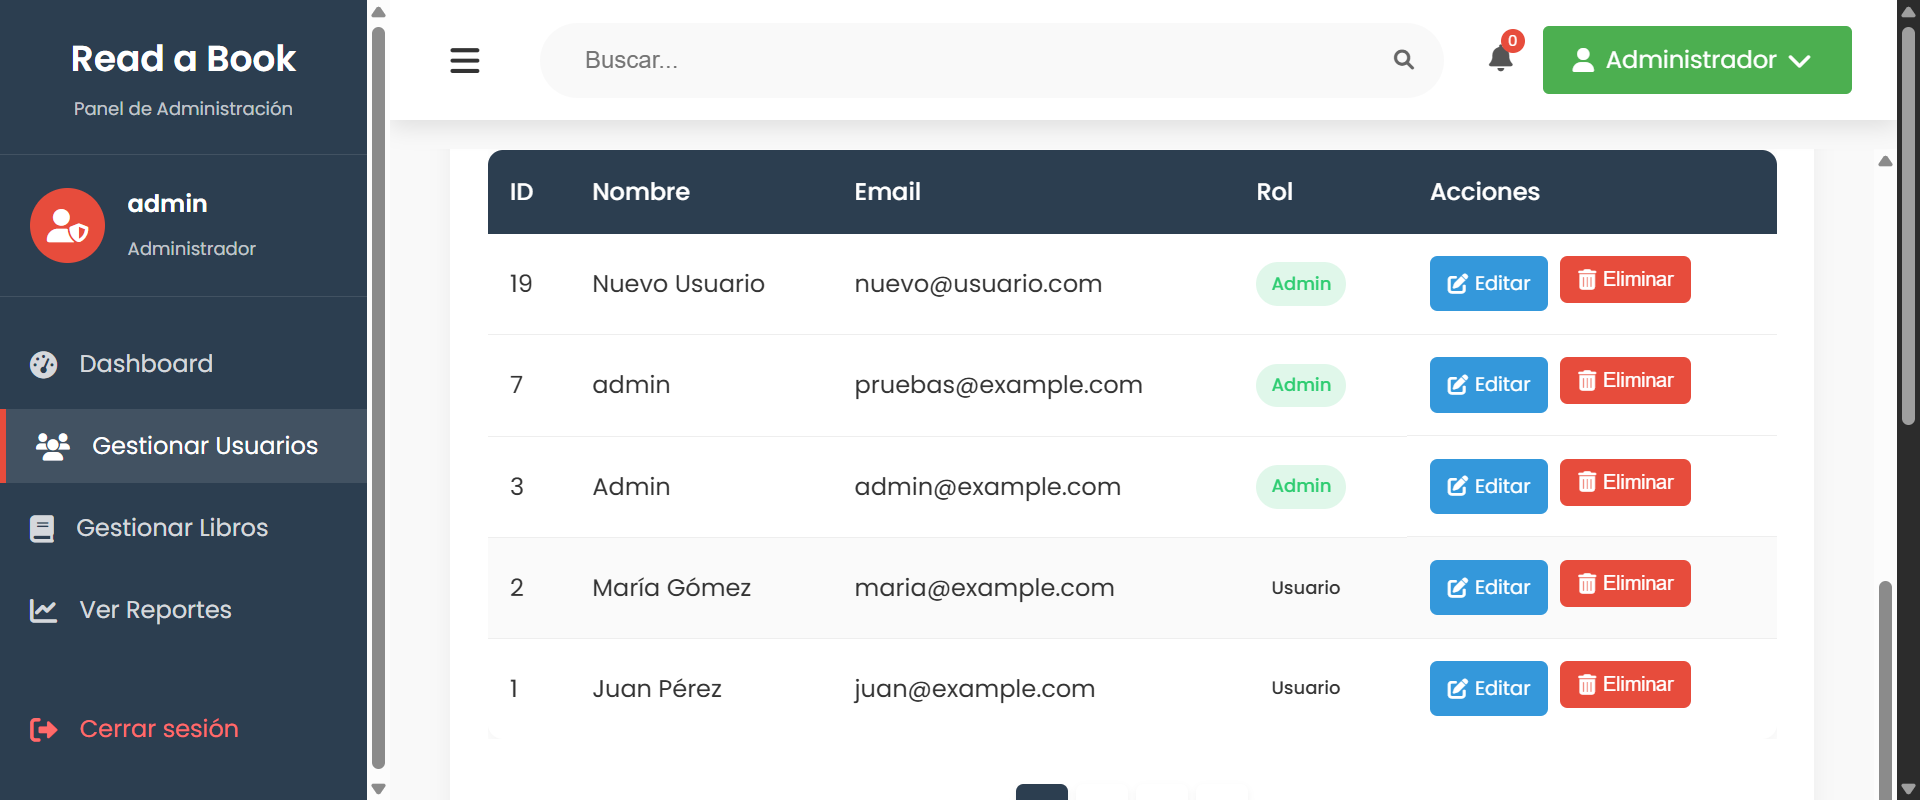 Read a Book
Panel de Administración
admin
Administrador
Dashboard
Gestionar Usuarios
Gestionar Libros
Ver Reportes
Cerrar sesión
Buscar...
0
Administrador
ID Nombre Email Rol Acciones
19 Nuevo Usuario nuevo@usuario.com Admin Editar Eliminar
7 admin pruebas@example.com Admin Editar Eliminar
3 Admin admin@example.com Admin Editar Eliminar
2 María Gómez maria@example.com Usuario Editar Eliminar
1 Juan Pérez juan@example.com Usuario Editar Eliminar